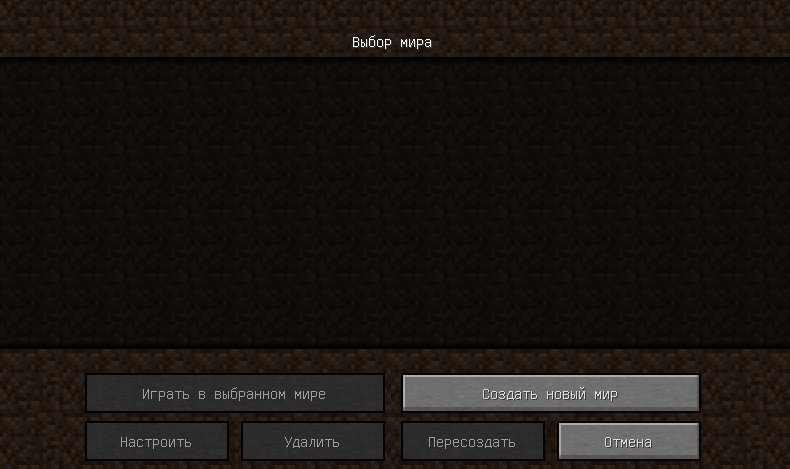 Выбор мира
Играть в выбранном мире
Создать новый мир
Настроить
Удалить
Пересоздать
Отмена